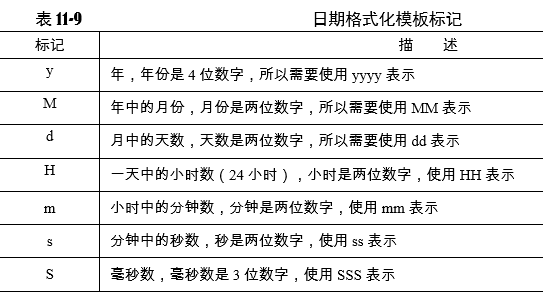 表 11-9 日期格式化模板标记
标记 描 述
y 年，年份是 4 位数字，所以需要使用 yyyy 表示
M 年中的月份，月份是两位数字，所以需要使用 MM 表示
d 月中的天数，天数是两位数字，所以需要使用 dd 表示
H 一天中的小时数（24 小时），小时是两位数字，使用 HH 表示
m 小时中的分钟数，分钟是两位数字，使用 mm 表示
s 分钟中的秒数，秒是两位数字，使用 ss 表示
S 毫秒数，毫秒数是 3 位数字，使用 SSS 表示